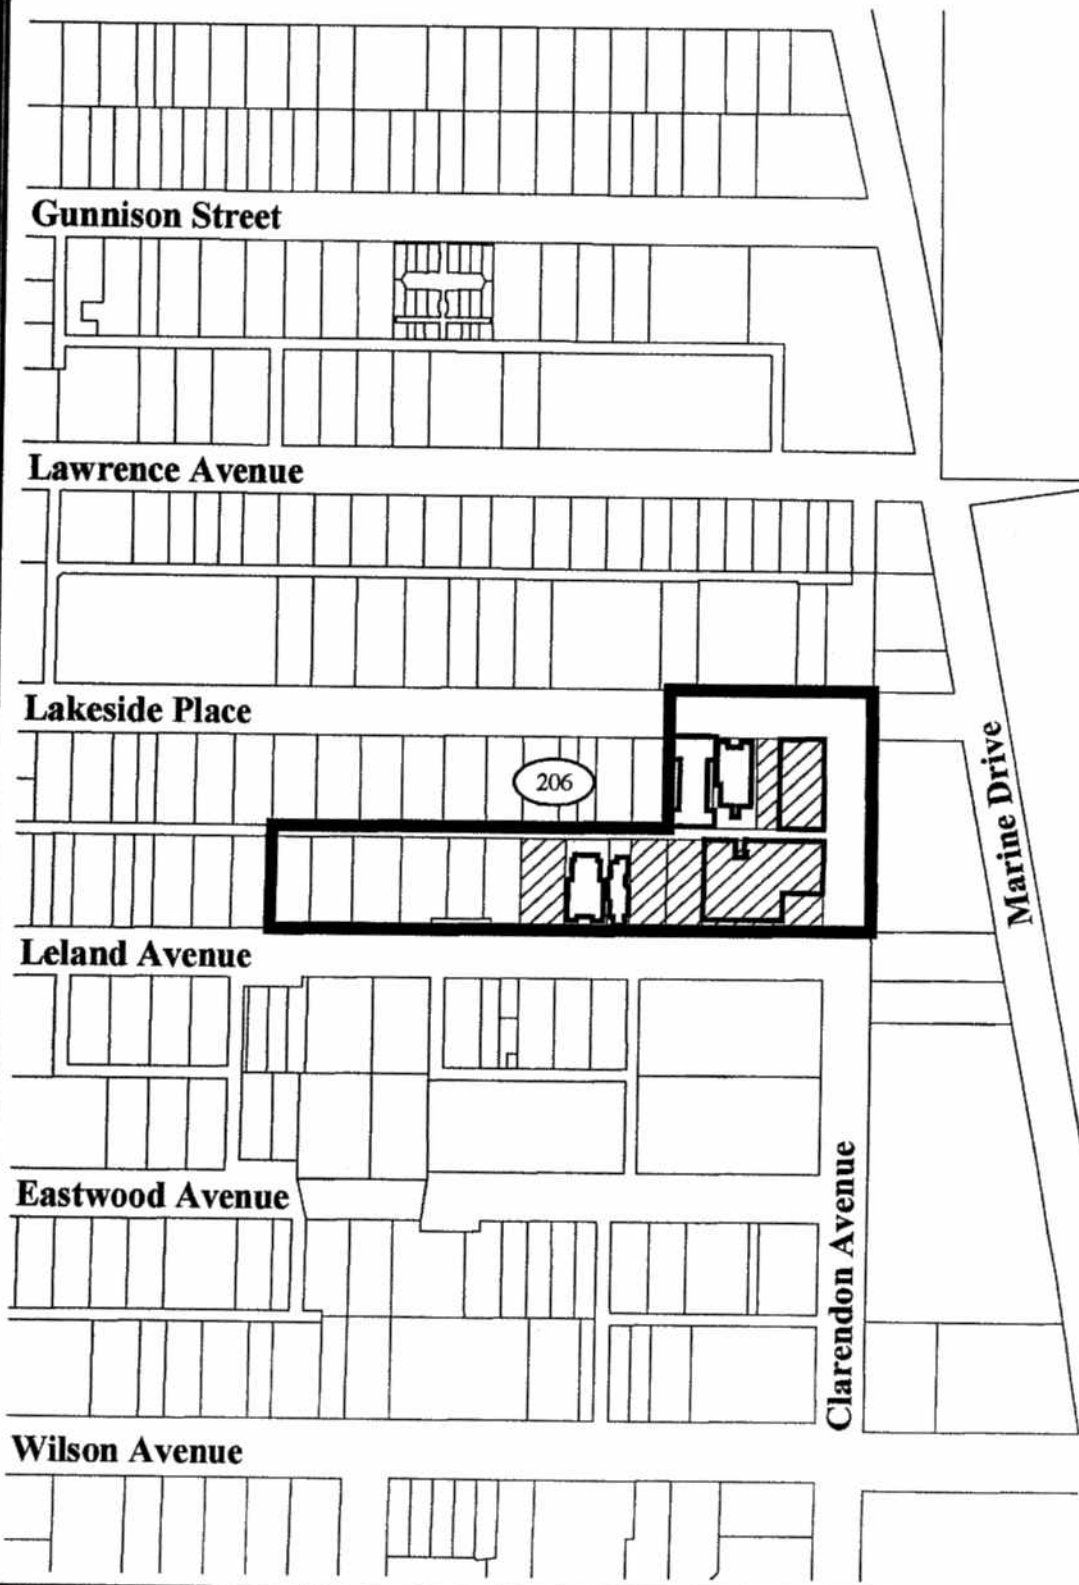 Gunnison Street
Lawrence Avenue
Lakeside Place
206
Marine Drive
Leland Avenue
Eastwood Avenue
Clarendon Avenue
Wilson Avenue